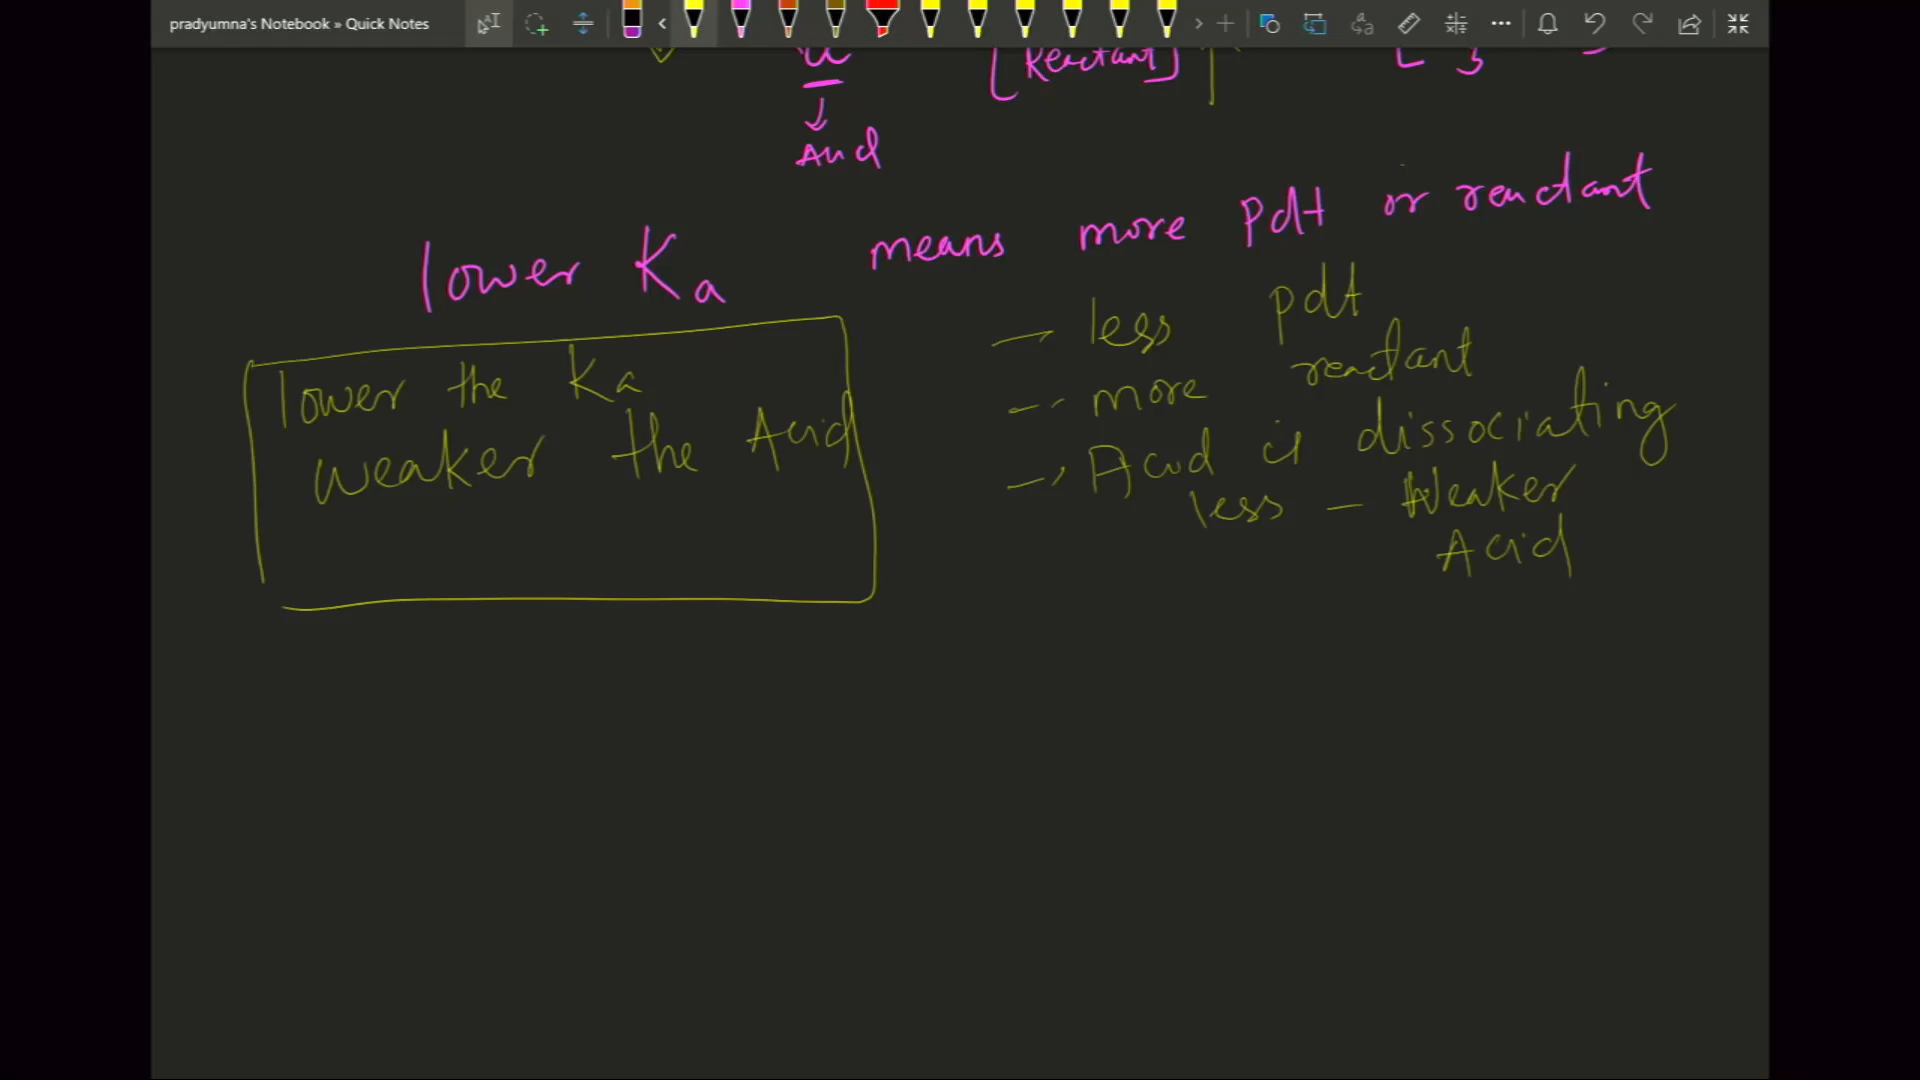 pradyumna's Notebook » Quick Notes
[Reactant]
Acid
lower Ka means more Pdt or reactant
less pdt
more reactant
Acid is dissociating
less - Weaker
Acid
lower the Ka
weaker the Acid